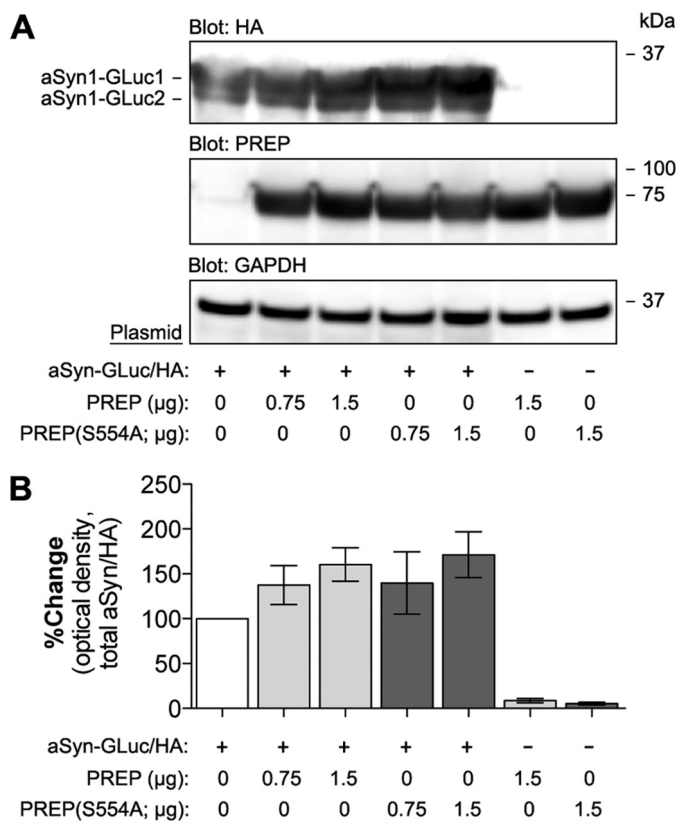 A
Blot: HA
kDa
– 37
aSyn1-GLuc1 –
aSyn1-GLuc2 –
Blot: PREP
– 100
– 75
Blot: GAPDH
– 37
Plasmid
aSyn-GLuc/HA: + + + + + – –
PREP (µg): 0 0.75 1.5 0 0 1.5 0
PREP(S554A; µg): 0 0 0 0.75 1.5 0 1.5
B
%Change
(optical density,
total aSyn/HA)
250
200
150
100
50
0
aSyn-GLuc/HA: + + + + + – –
PREP (µg): 0 0.75 1.5 0 0 1.5 0
PREP(S554A; µg): 0 0 0 0.75 1.5 0 1.5